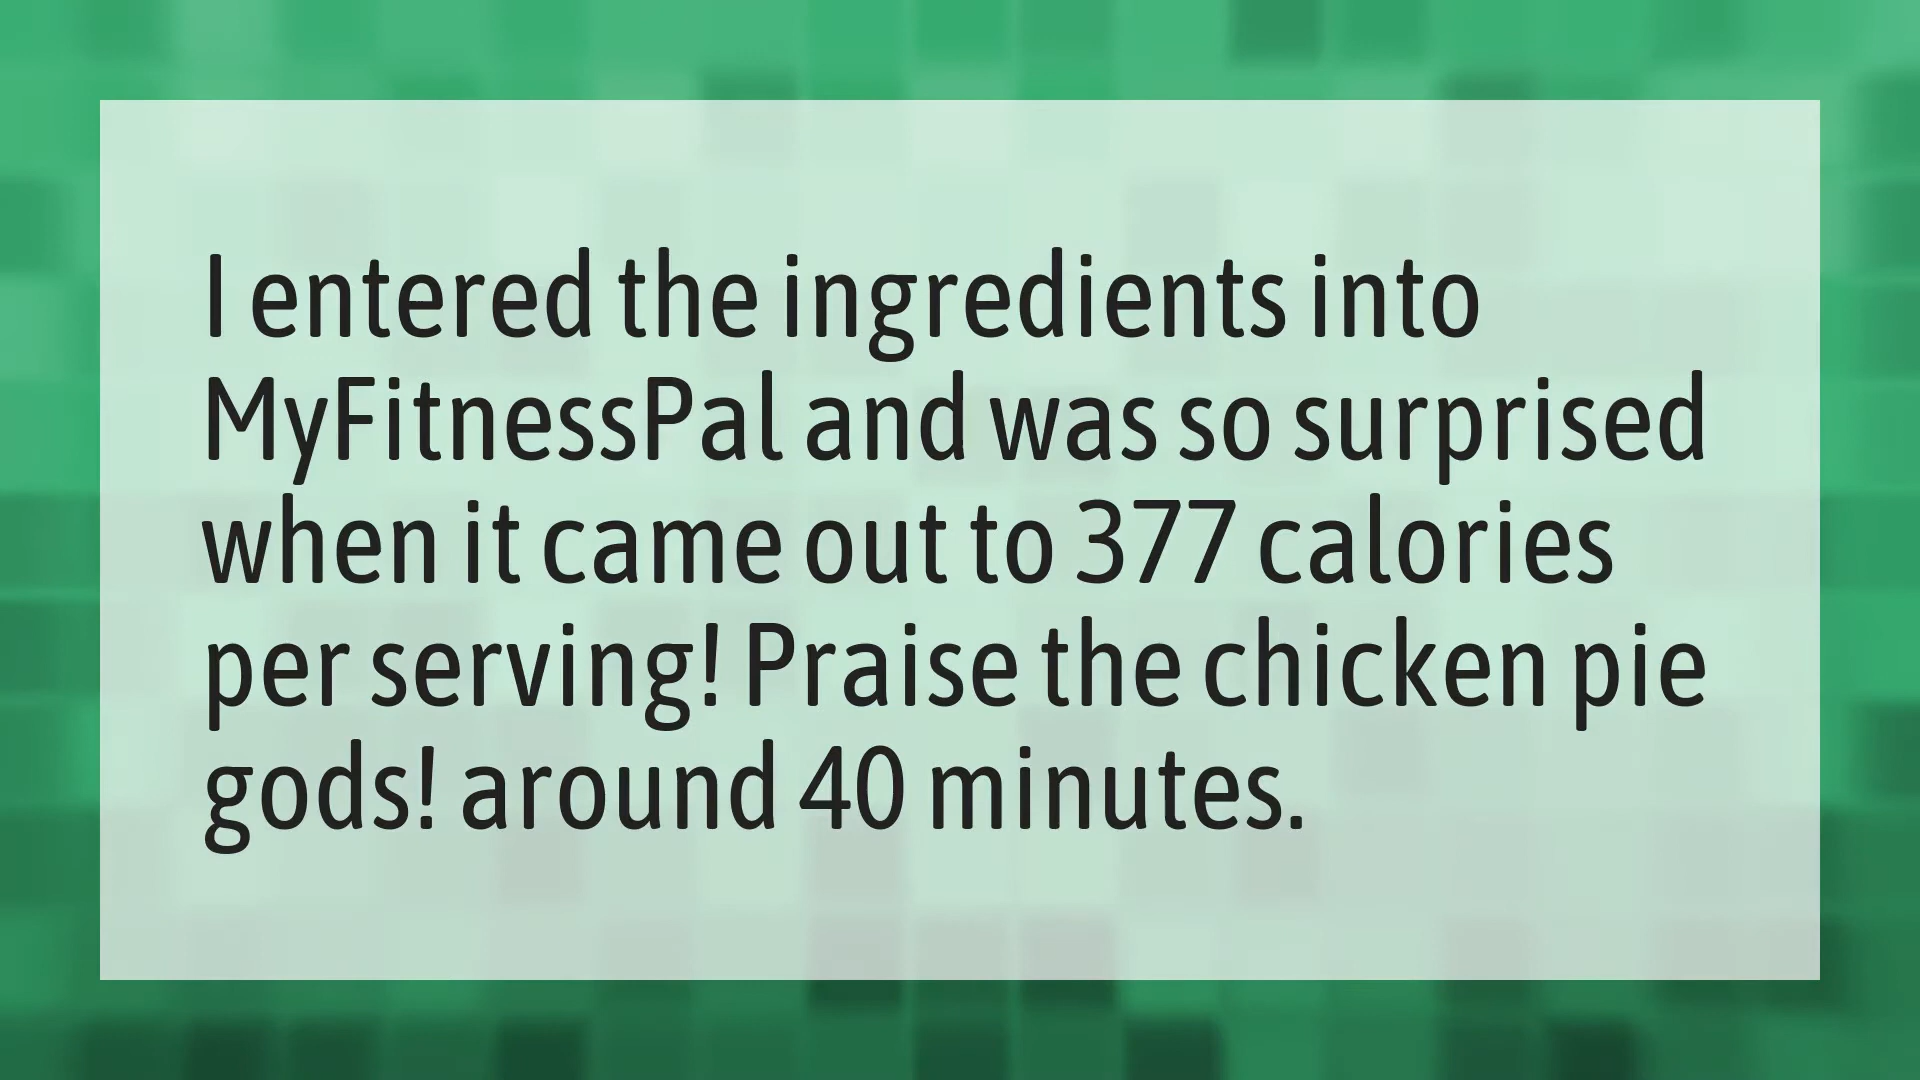 I entered the ingredients into
MyFitnessPal and was so surprised
when it came out to 377 calories
per serving! Praise the chicken pie
gods! around 40 minutes.